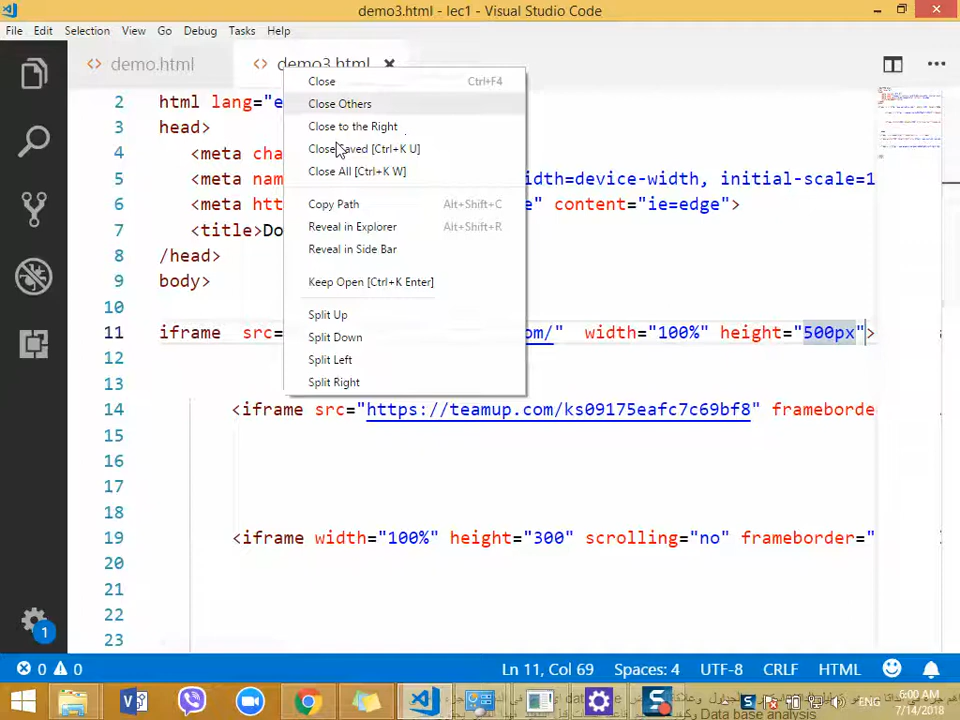 demo3.html - lec1 - Visual Studio Code
File Edit Selection View Go Debug Tasks Help
demo.html demo3.html
Close Ctrl+F4
Close Others
Close to the Right
Close Saved [Ctrl+K U]
Close All [Ctrl+K W]
Copy Path Alt+Shift+C
Reveal in Explorer Alt+Shift+R
Reveal in Side Bar
Keep Open [Ctrl+K Enter]
Split Up
Split Down
Split Left
Split Right
2 html lang="e
3 head>
4 <meta cha
5 <meta nam idth=device-width, initial-scale=1
6 <meta htt e" content="ie=edge">
7 <title>Do
8 /head>
9 body>
10
11 iframe src= om/" width="100%" height="500px">
12
13
14 <iframe src="https://teamup.com/ks09175eafc7c69bf8" frameborde
15
16
17
18
19 <iframe width="100%" height="300" scrolling="no" frameborder="
20
21
22
23
1
0 0 Ln 11, Col 69 Spaces: 4 UTF-8 CRLF HTML
ENG 6:00 AM
7/14/2018
Data base analysis